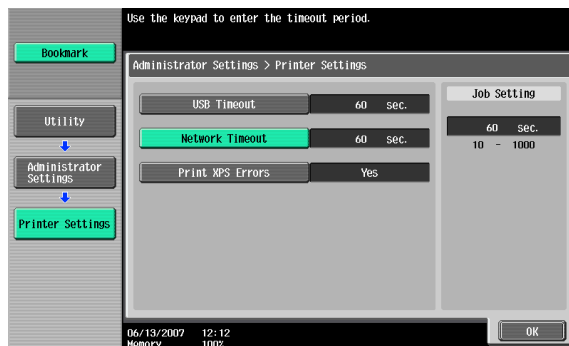 Use the keypad to enter the timeout period.
Bookmark
Administrator Settings > Printer Settings
Utility
Administrator
Settings
Printer Settings
USB Timeout 60 sec.
Network Timeout 60 sec.
Print XPS Errors Yes
Job Setting
60 sec.
10 - 1000
06/13/2007 12:12
Memory 100%
OK